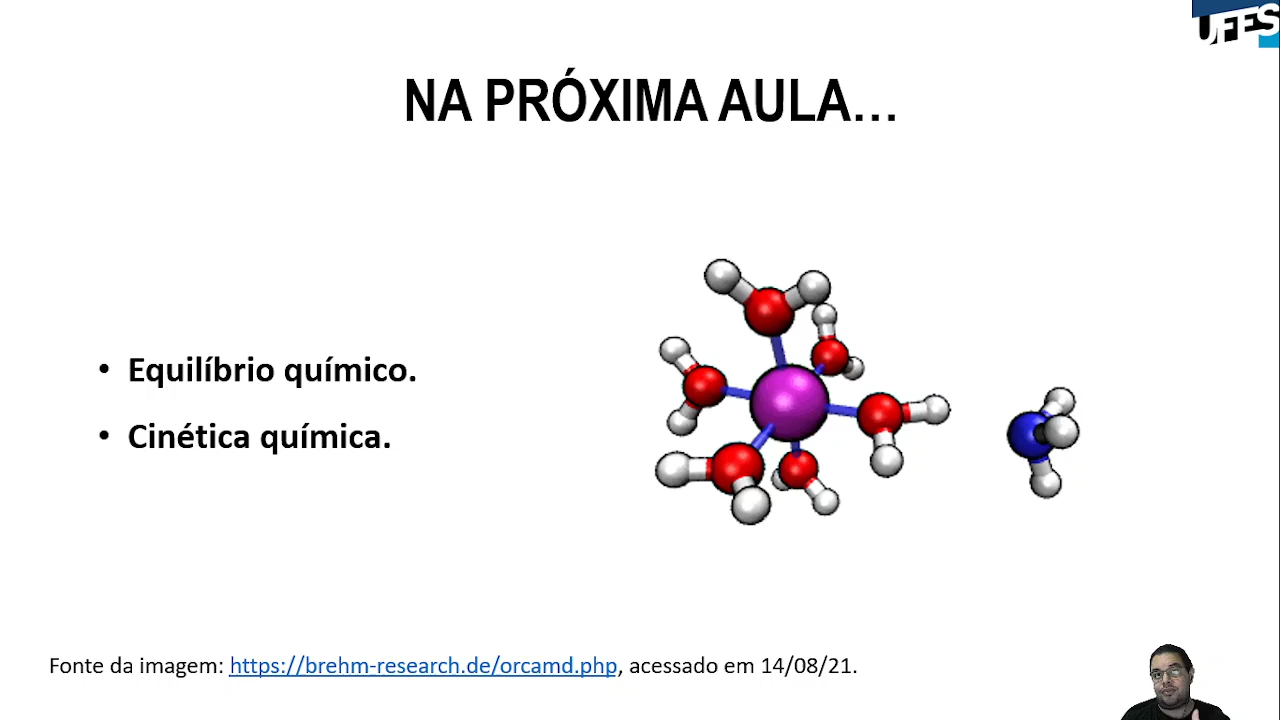 UFES
NA PRÓXIMA AULA…
• Equilíbrio químico.
• Cinética química.
Fonte da imagem: https://brehm-research.de/orcamd.php, acessado em 14/08/21.